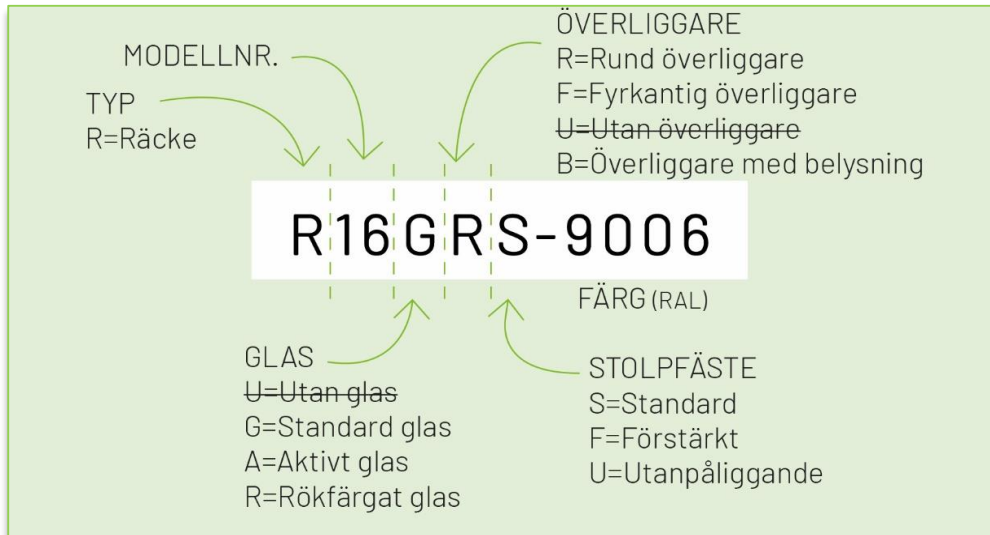 MODELLNR.
TYP
R=Räcke
ÖVERLIGGARE
R=Rund överliggare
F=Fyrkantig överliggare
U=Utan överliggare
B=Överliggare med belysning
R16GRS-9006
FÄRG (RAL)
GLAS
U=Utan glas
G=Standard glas
A=Aktivt glas
R=Rökfärgat glas
STOLPFÄSTE
S=Standard
F=Förstärkt
U=Utanpåliggande